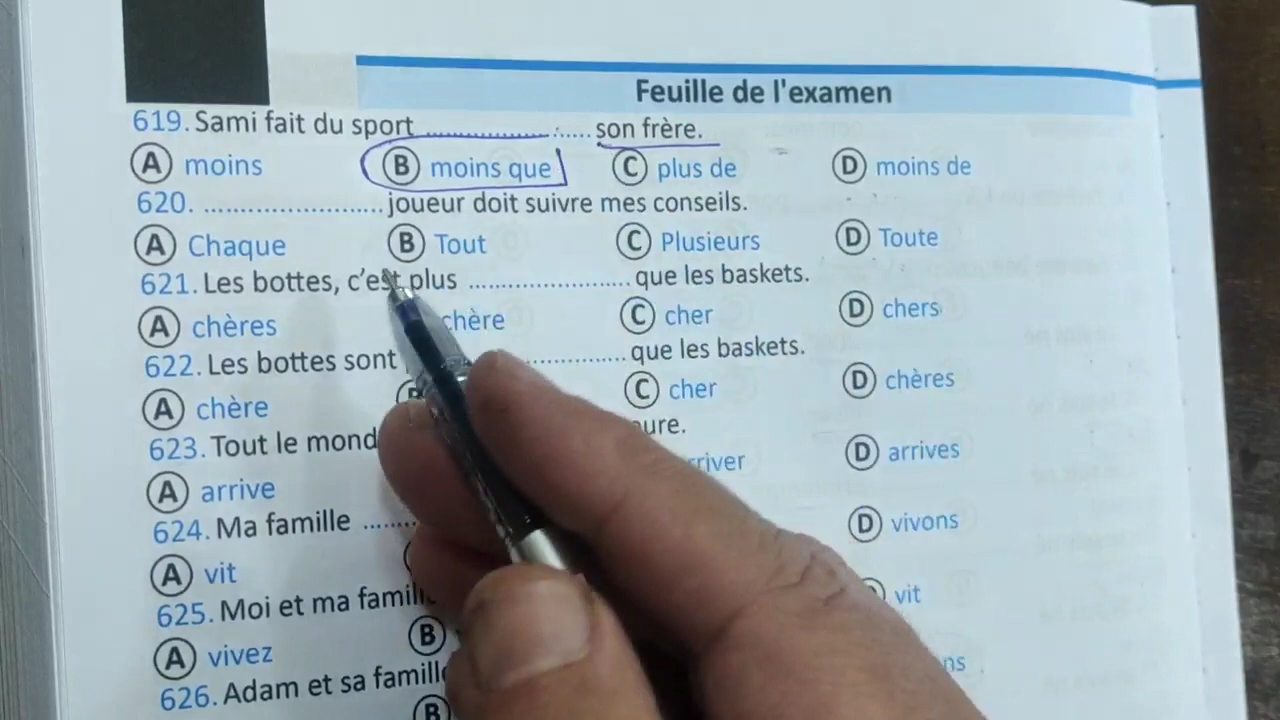 Feuille de l'examen
619. Sami fait du sport ........................ son frère.
A moins B moins que C plus de D moins de
620. ........................ joueur doit suivre mes conseils.
A Chaque B Tout C Plusieurs D Toute
621. Les bottes, c'est plus ........................ que les baskets.
A chères chère C cher D chers
622. Les bottes sont ............. que les baskets.
A chère B C cher D chères
623. Tout le mond
A arrive D arrives
624. Ma famille ........
A vit D vivons
625. Moi et ma famill
A vivez B vit
626. Adam et sa famille
B